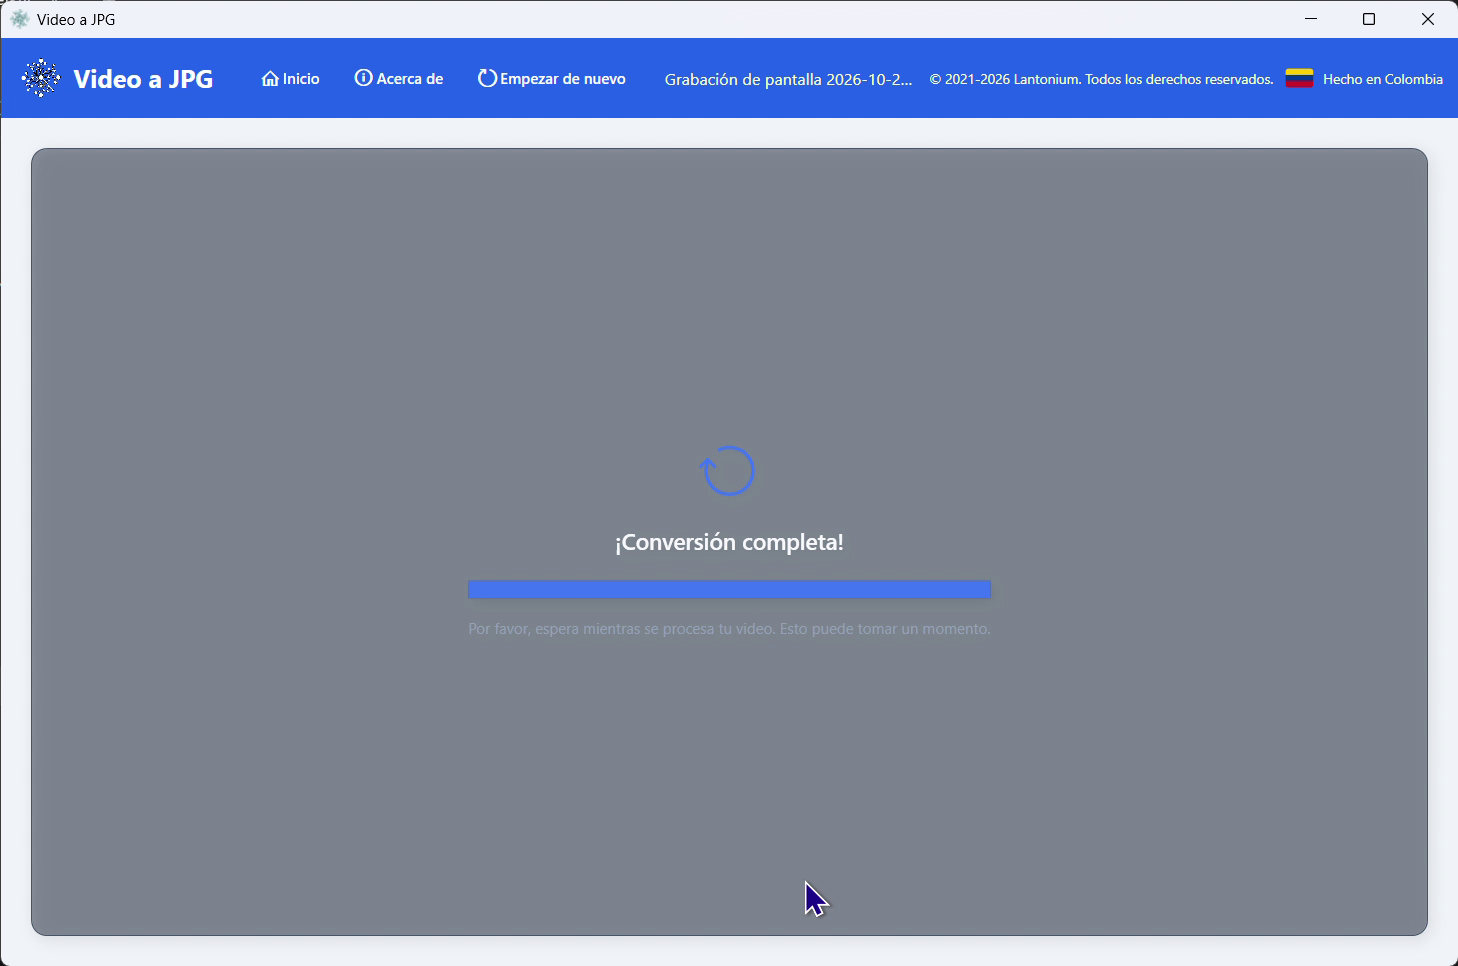 Video a JPG
Video a JPG Inicio Acerca de Empezar de nuevo Grabación de pantalla 2026-10-2... © 2021-2026 Lantonium. Todos los derechos reservados. Hecho en Colombia
¡Conversión completa!
Por favor, espera mientras se procesa tu video. Esto puede tomar un momento.